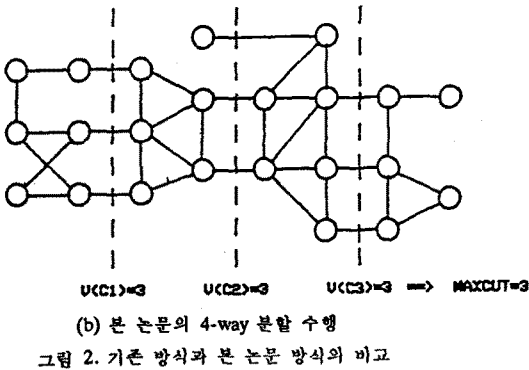 V(C1)=3 V(C2)=3 V(C3)=3 ==> MAXCUT=3
(b) 본 논문의 4-way 분할 수행
그림 2. 기존 방식과 본 논문 방식의 비교